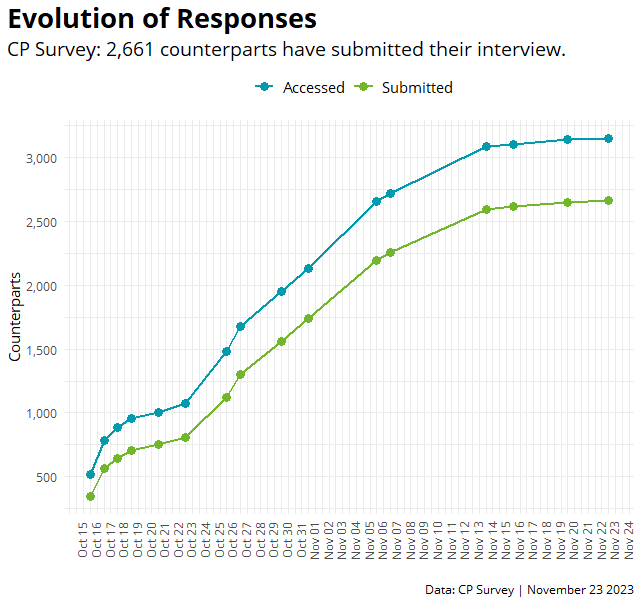 Evolution of Responses
CP Survey: 2,661 counterparts have submitted their interview.
Accessed
Submitted
Counterparts
3,000
2,500
2,000
1,500
1,000
500
Oct 15
Oct 16
Oct 17
Oct 18
Oct 19
Oct 20
Oct 21
Oct 22
Oct 23
Oct 24
Oct 25
Oct 26
Oct 27
Oct 28
Oct 29
Oct 30
Oct 31
Nov 01
Nov 02
Nov 03
Nov 04
Nov 05
Nov 06
Nov 07
Nov 08
Nov 09
Nov 10
Nov 11
Nov 12
Nov 13
Nov 14
Nov 15
Nov 16
Nov 17
Nov 18
Nov 19
Nov 20
Nov 21
Nov 22
Nov 23
Nov 24
Data: CP Survey | November 23 2023